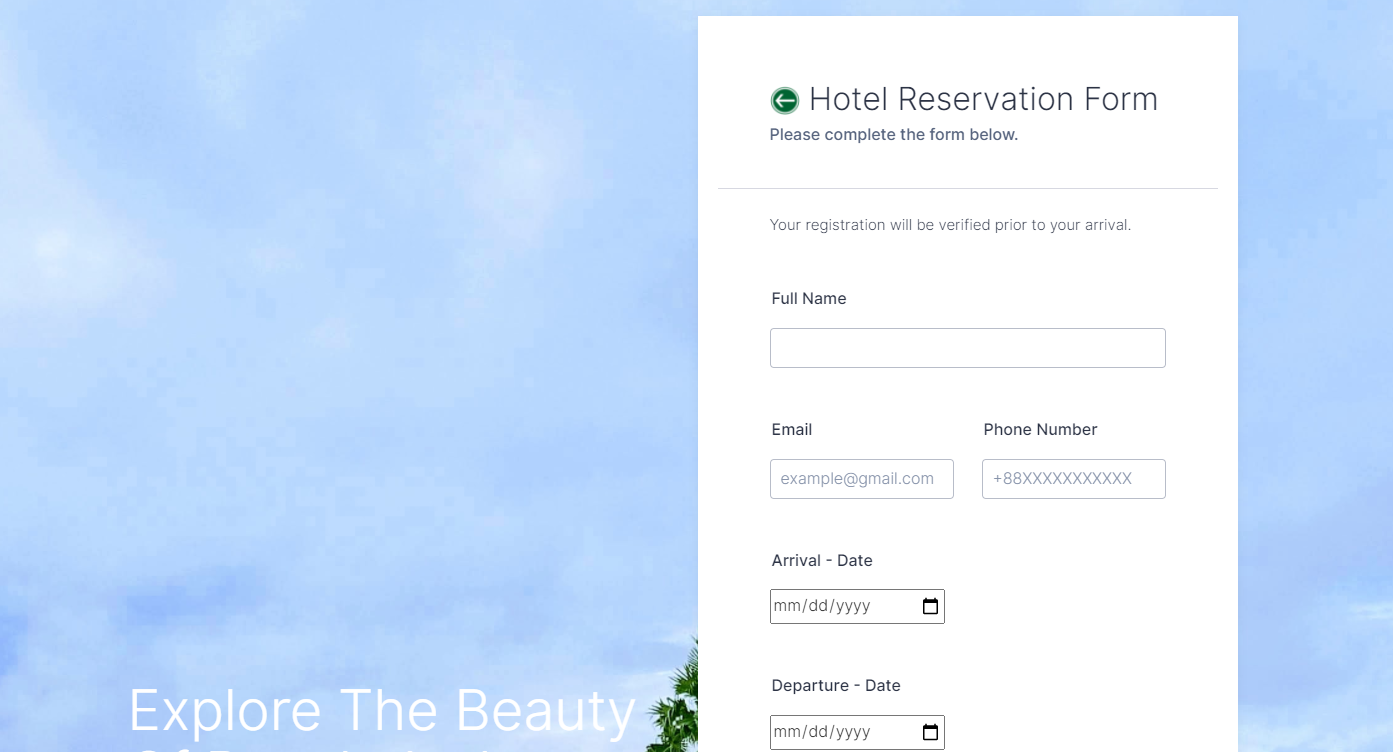 Hotel Reservation Form
Please complete the form below.
Your registration will be verified prior to your arrival.
Full Name
Email
Phone Number
example@gmail.com
+88XXXXXXXXXXX
Arrival - Date
mm/dd/yyyy
Departure - Date
mm/dd/yyyy
Explore The Beauty